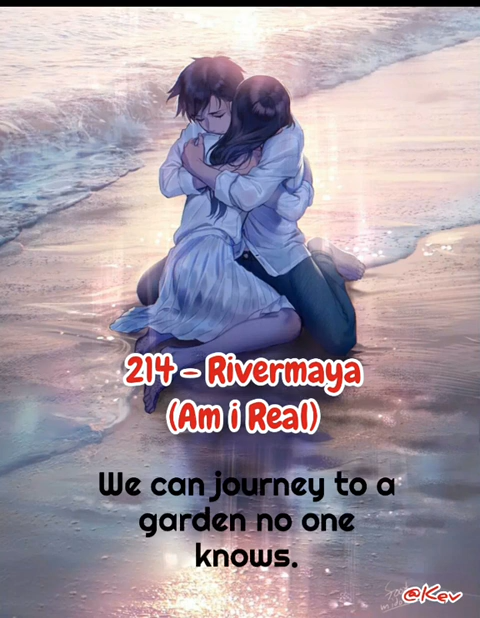 214 - Rivermaya
(Am i Real)
We can journey to a
garden no one
knows.
@Kev